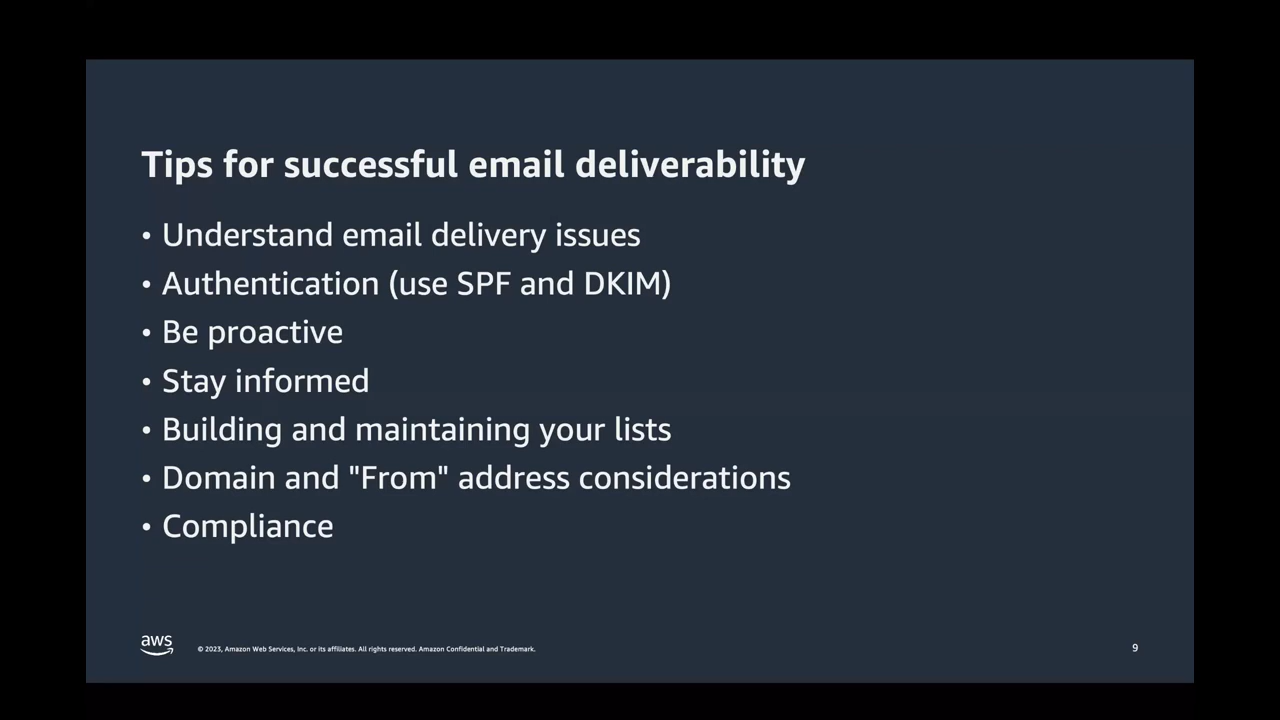 Tips for successful email deliverability
• Understand email delivery issues
• Authentication (use SPF and DKIM)
• Be proactive
• Stay informed
• Building and maintaining your lists
• Domain and "From" address considerations
• Compliance
aws
© 2023, Amazon Web Services, Inc. or its affiliates. All rights reserved. Amazon Confidential and Trademark.
9